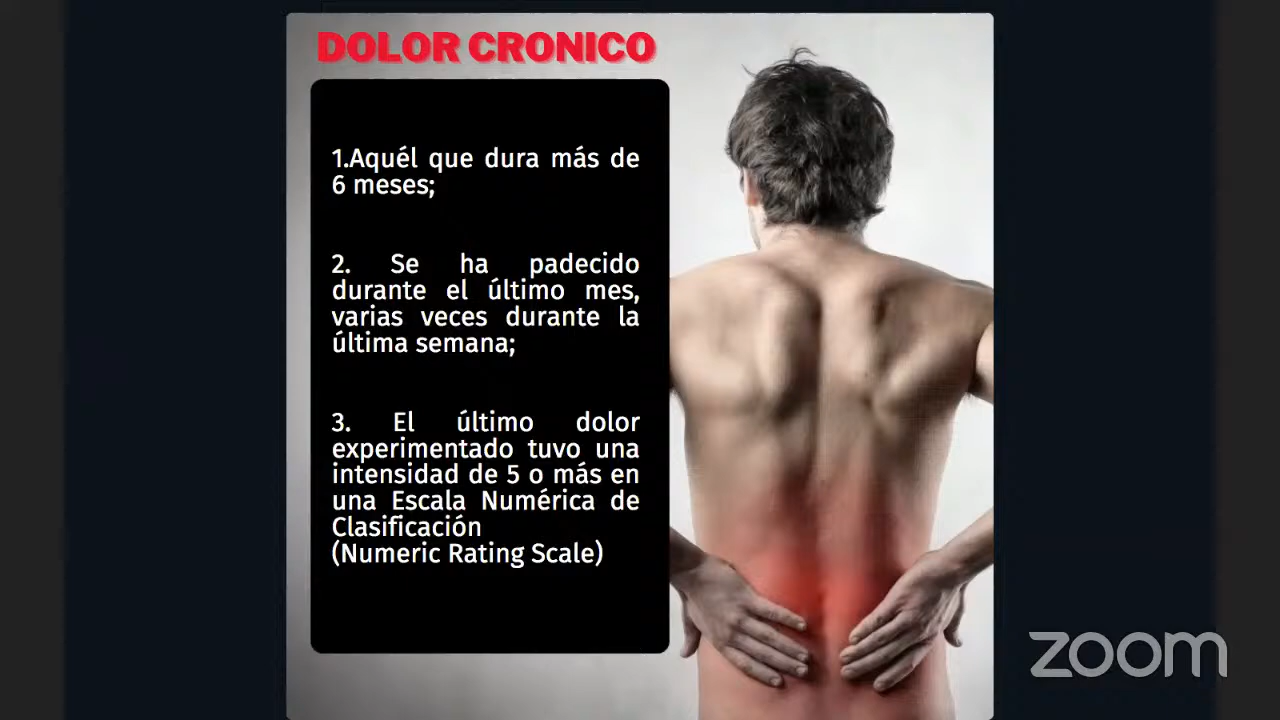 DOLOR CRONICO
1.Aquél que dura más de
6 meses;
2. Se ha padecido
durante el último mes,
varias veces durante la
última semana;
3. El último dolor
experimentado tuvo una
intensidad de 5 o más en
una Escala Numérica de
Clasificación
(Numeric Rating Scale)
zoom